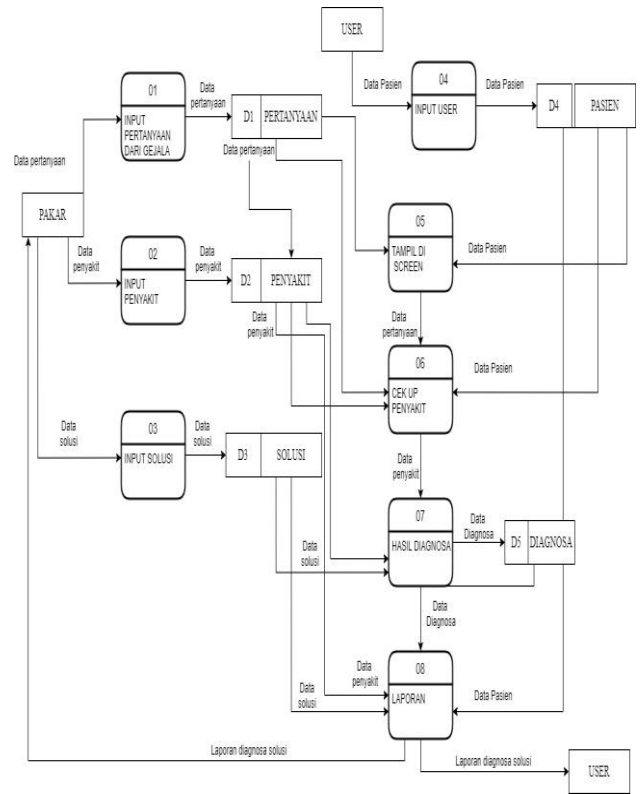 USER
Data Pasien
04
INPUT USER
Data Pasien
D4
PASIEN
01
INPUT
PERTANYAAN
DARI GEJALA
Data
pertanyaan
D1
PERTANYAAN
Data pertanyaan
Data pertanyaan
PAKAR
05
TAMPIL DI
SCREEN
Data Pasien
Data
penyakit
02
INPUT
PENYAKIT
Data
penyakit
D2
PENYAKIT
Data
penyakit
Data
pertanyaan
06
CEK UP
PENYAKIT
Data Pasien
Data
solusi
03
INPUT SOLUSI
Data
solusi
D3
SOLUSI
Data
penyakit
07
HASIL DIAGNOSA
Data
Diagnosa
D5
DIAGNOSA
Data
solusi
Data
Diagnosa
08
LAPORAN
Data
penyakit
Data
solusi
Data Pasien
Laporan diagnosa solusi
Laporan diagnosa solusi
USER